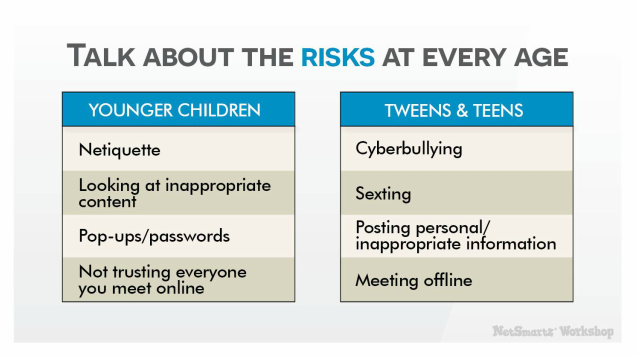 TALK ABOUT THE RISKS AT EVERY AGE
YOUNGER CHILDREN
Netiquette
Looking at inappropriate
content
Pop-ups/passwords
Not trusting everyone
you meet online
TWEENS & TEENS
Cyberbullying
Sexting
Posting personal/
inappropriate information
Meeting offline
NetSmartz® Workshop